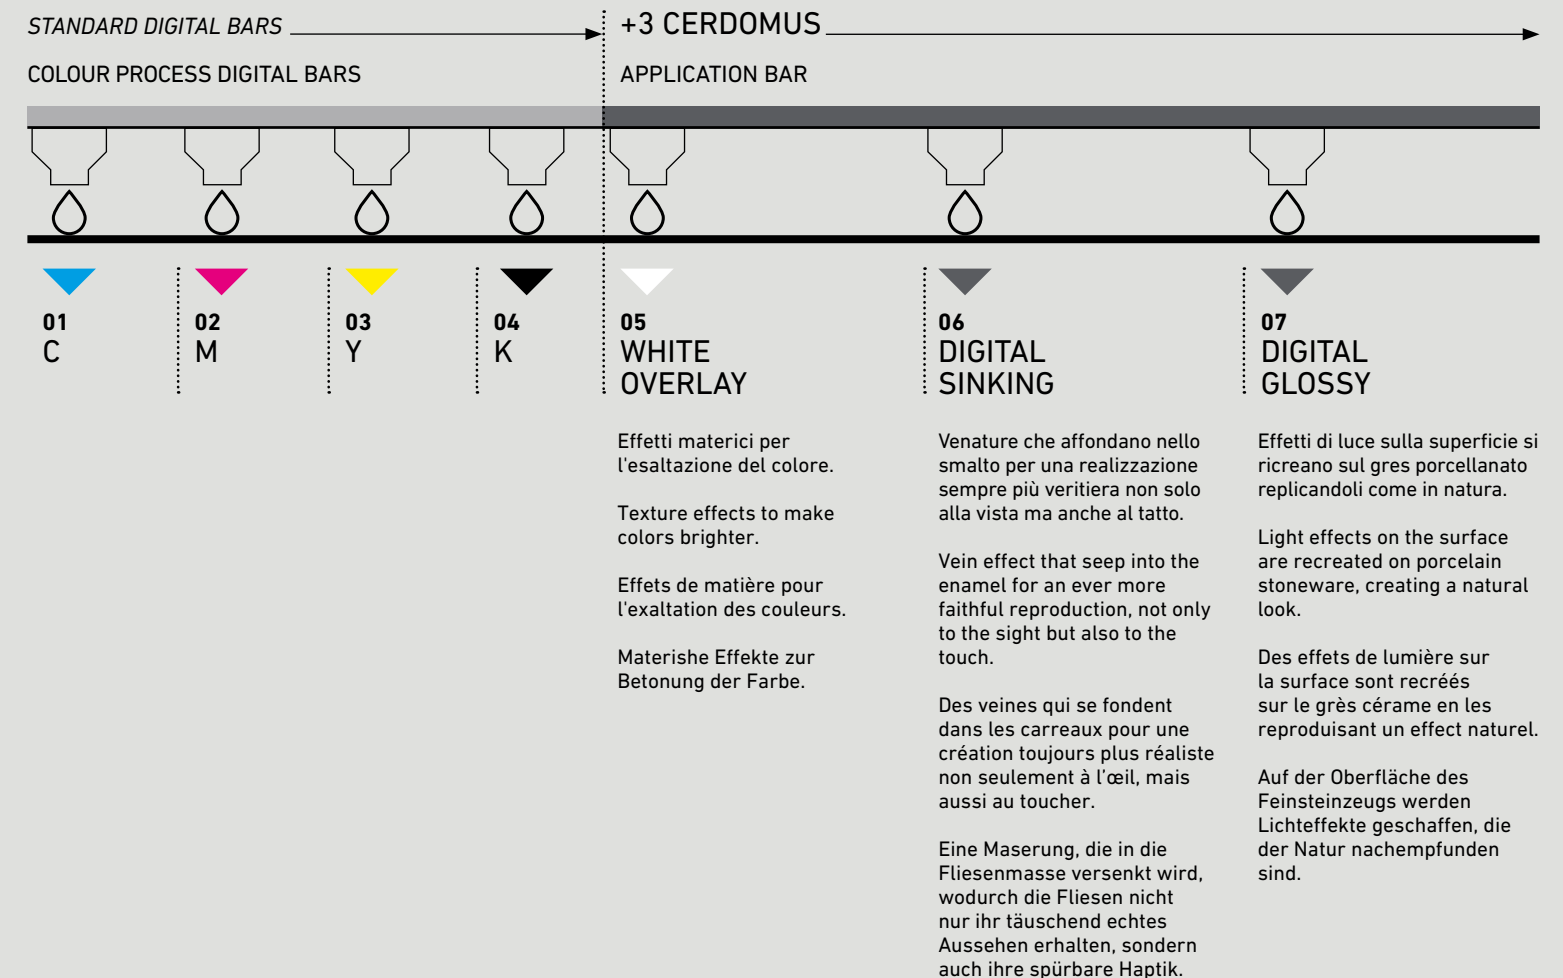 STANDARD DIGITAL BARS
+3 CERDOMUS
COLOUR PROCESS DIGITAL BARS
APPLICATION BAR
01
C
02
M
03
Y
04
K
05
WHITE
OVERLAY
Effetti materici per
l'esaltazione del colore.
Texture effects to make
colors brighter.
Effets de matière pour
l'exaltation des couleurs.
Materishe Effekte zur
Betonung der Farbe.
06
DIGITAL
SINKING
Venature che affondano nello
smalto per una realizzazione
sempre più veritiera non solo
alla vista ma anche al tatto.
Vein effect that seep into the
enamel for an ever more
faithful reproduction, not only
to the sight but also to the
touch.
Des veines qui se fondent
dans les carreaux pour une
création toujours plus réaliste
non seulement à l'œil, mais
aussi au toucher.
Eine Maserung, die in die
Fliesenmasse versenkt wird,
wodurch die Fliesen nicht
nur ihr täuschend echtes
Aussehen erhalten, sondern
auch ihre spürbare Haptik.
07
DIGITAL
GLOSSY
Effetti di luce sulla superficie si
ricreano sul gres porcellanato
replicandoli come in natura.
Light effects on the surface
are recreated on porcelain
stoneware, creating a natural
look.
Des effets de lumière sur
la surface sont recréés
sur le grès cérame en les
reproduisant un effect naturel.
Auf der Oberfläche des
Feinsteinzeugs werden
Lichteffekte geschaffen, die
der Natur nachempfunden
sind.